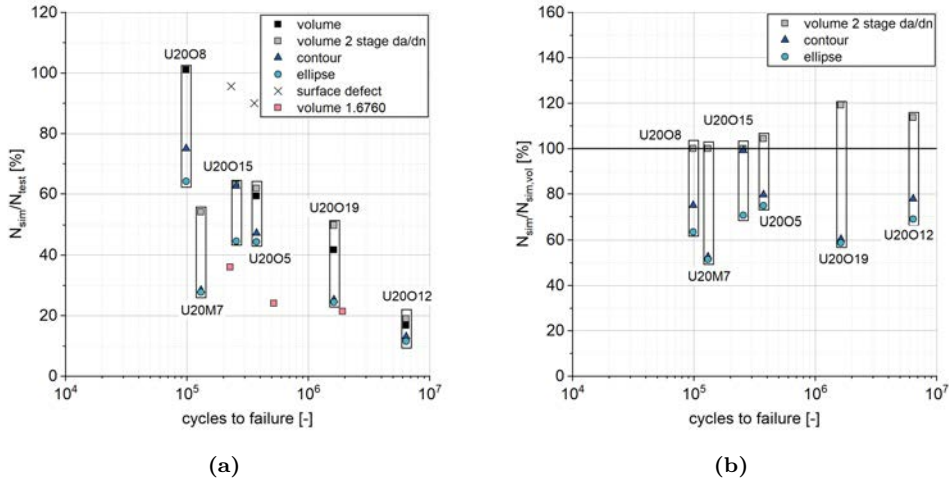 120
100
80
60
40
20
0
N_sim/N_test [%]
U20O8
U20O15
U20M7
U20O5
U20O19
U20O12
volume
volume 2 stage da/dn
contour
ellipse
surface defect
volume 1.6760
10^4
10^5
10^6
10^7
cycles to failure [-]
(a)
160
140
120
100
80
60
40
20
0
N_sim/N_sim,vol [%]
volume 2 stage da/dn
contour
ellipse
U20O8
U20O15
U20M7
U20O5
U20O19
U20O12
10^4
10^5
10^6
10^7
cycles to failure [-]
(b)